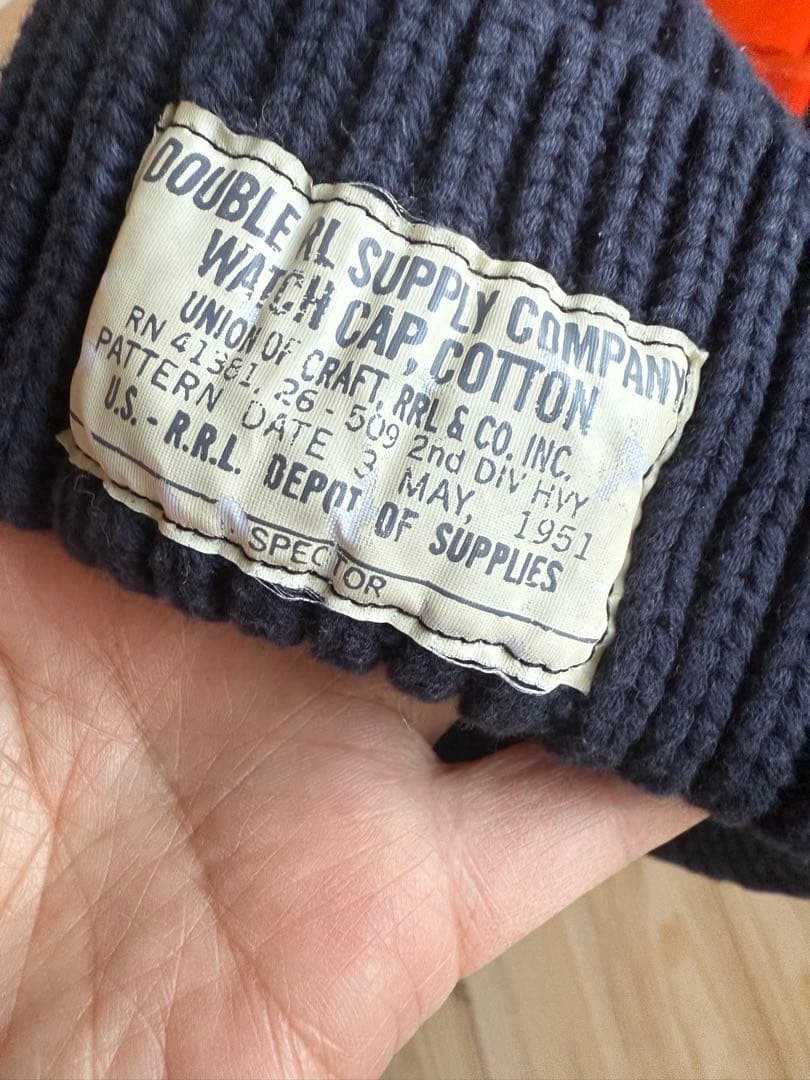 DOUBLE RL SUPPLY COMPANY
WATCH CAP, COTTON
UNION OF CRAFT, RRL & CO. INC.
RN 41381, 26-509 2nd DIV HVY
PATTERN DATE 3 MAY, 1951
U.S. - R.R.L. DEPOT OF SUPPLIES
SPECTOR